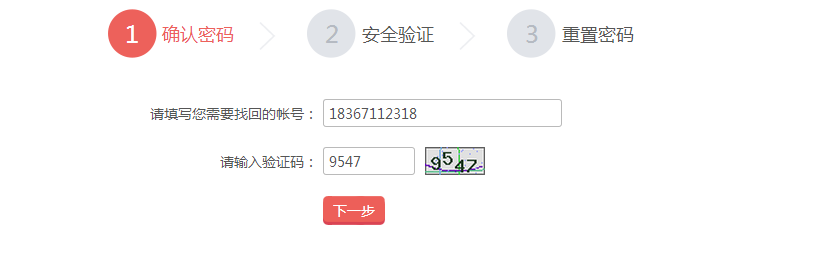 1 确认密码 2 安全验证 3 重置密码
请填写您需要找回的帐号： 18367112318
请输入验证码： 9547 9547
下一步